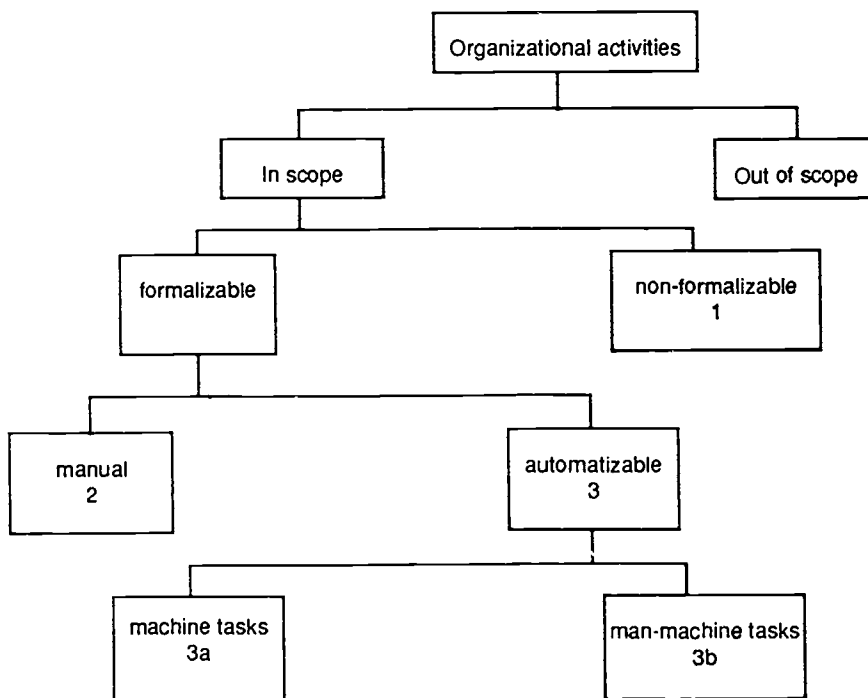 Organizational activities
In scope
Out of scope
formalizable
non-formalizable
1
manual
2
automatizable
3
machine tasks
3a
man-machine tasks
3b